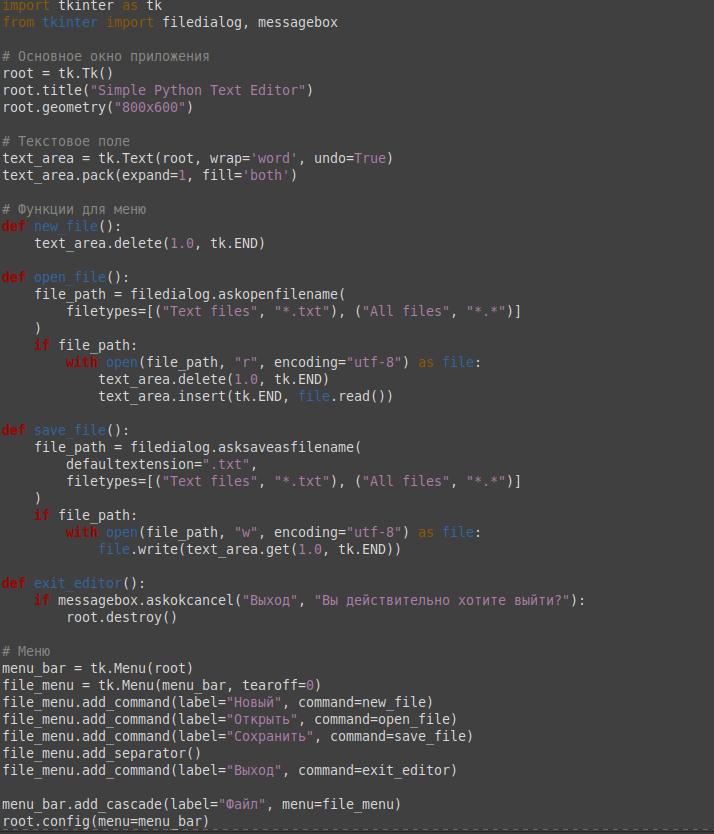 import tkinter as tk
from tkinter import filedialog, messagebox

# Основное окно приложения
root = tk.Tk()
root.title("Simple Python Text Editor")
root.geometry("800x600")

# Текстовое поле
text_area = tk.Text(root, wrap='word', undo=True)
text_area.pack(expand=1, fill='both')

# Функции для меню
def new_file():
    text_area.delete(1.0, tk.END)

def open_file():
    file_path = filedialog.askopenfilename(
        filetypes=[("Text files", "*.txt"), ("All files", "*.*")]
    )
    if file_path:
        with open(file_path, "r", encoding="utf-8") as file:
            text_area.delete(1.0, tk.END)
            text_area.insert(tk.END, file.read())

def save_file():
    file_path = filedialog.asksaveasfilename(
        defaultextension=".txt",
        filetypes=[("Text files", "*.txt"), ("All files", "*.*")]
    )
    if file_path:
        with open(file_path, "w", encoding="utf-8") as file:
            file.write(text_area.get(1.0, tk.END))

def exit_editor():
    if messagebox.askokcancel("Выход", "Вы действительно хотите выйти?"):
        root.destroy()

# Меню
menu_bar = tk.Menu(root)
file_menu = tk.Menu(menu_bar, tearoff=0)
file_menu.add_command(label="Новый", command=new_file)
file_menu.add_command(label="Открыть", command=open_file)
file_menu.add_command(label="Сохранить", command=save_file)
file_menu.add_separator()
file_menu.add_command(label="Выход", command=exit_editor)

menu_bar.add_cascade(label="Файл", menu=file_menu)
root.config(menu=menu_bar)